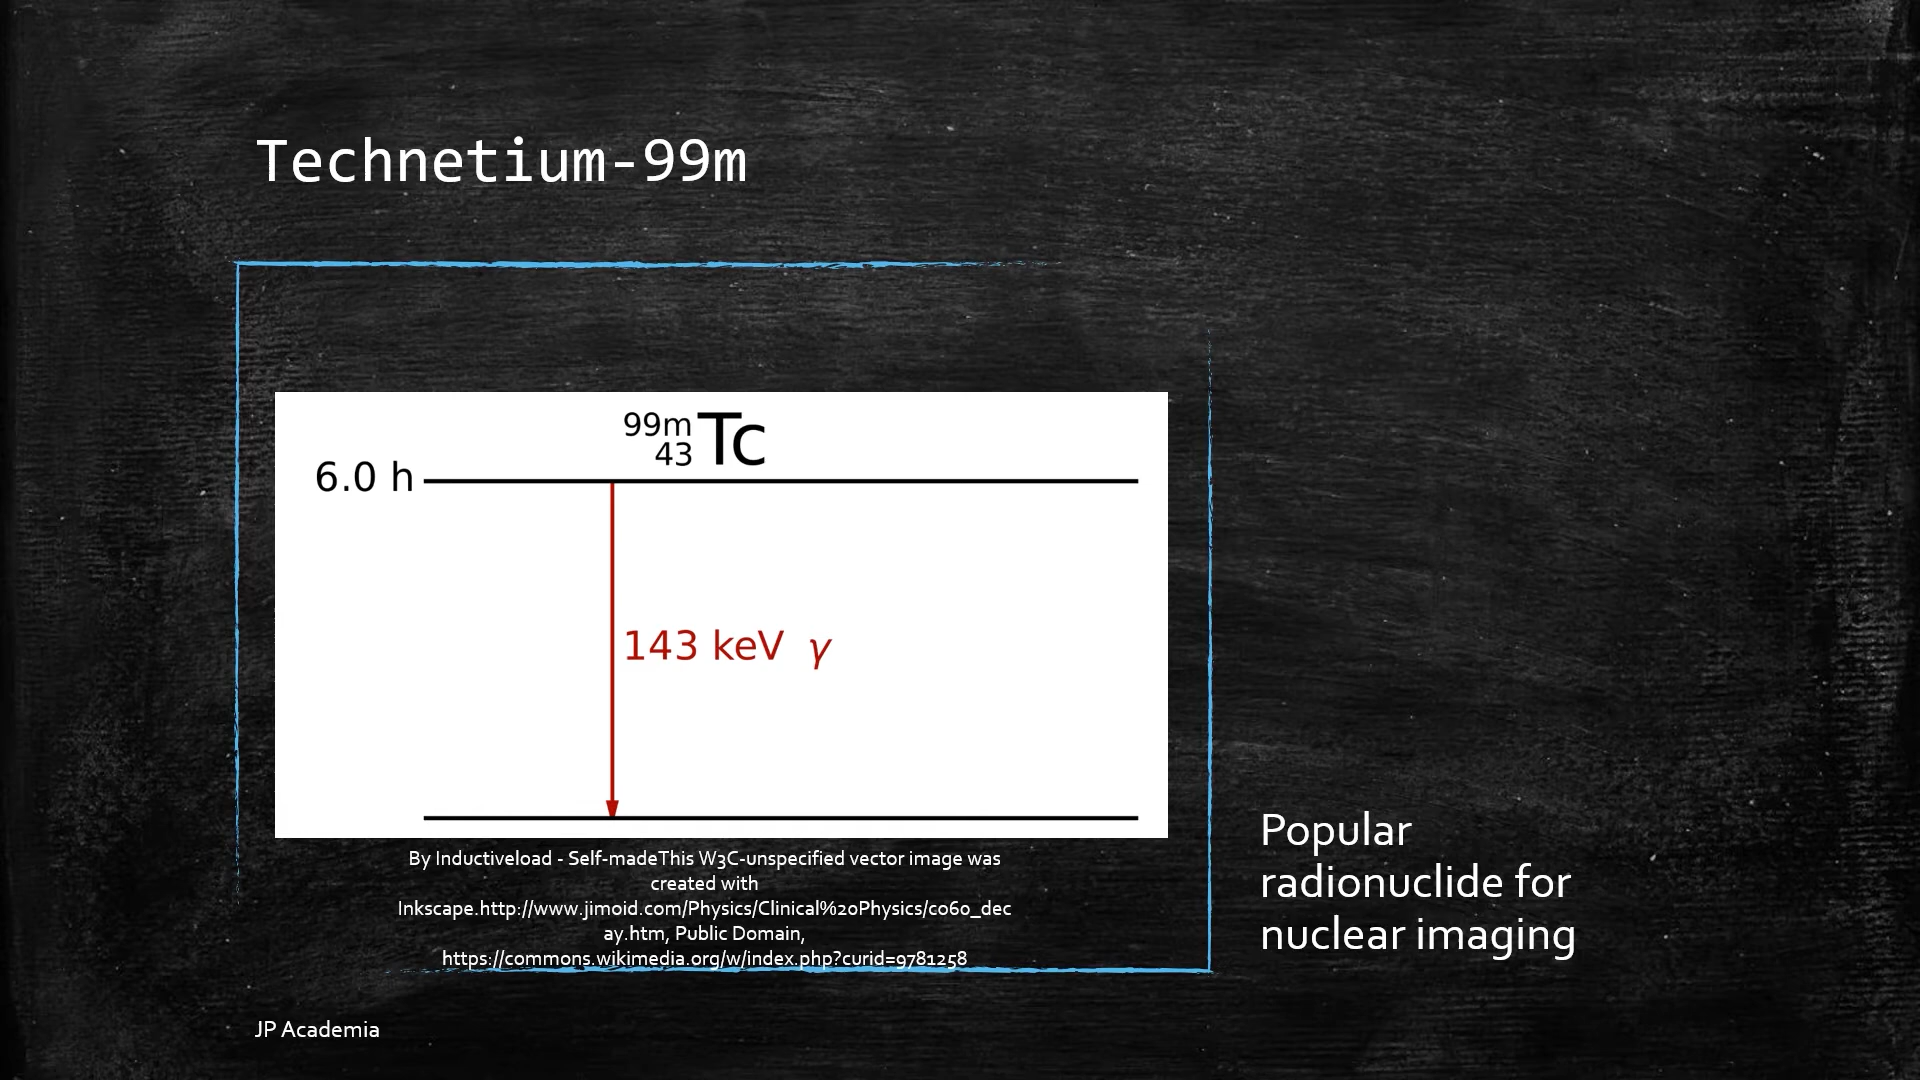 Technetium-99m
99m
43
Tc
6.0 h
143 keV γ
By Inductiveload - Self-madeThis W3C-unspecified vector image was
created with
Inkscape.http://www.jimoid.com/Physics/Clinical%20Physics/co60_dec
ay.htm, Public Domain,
https://commons.wikimedia.org/w/index.php?curid=9781258
Popular
radionuclide for
nuclear imaging
JP Academia